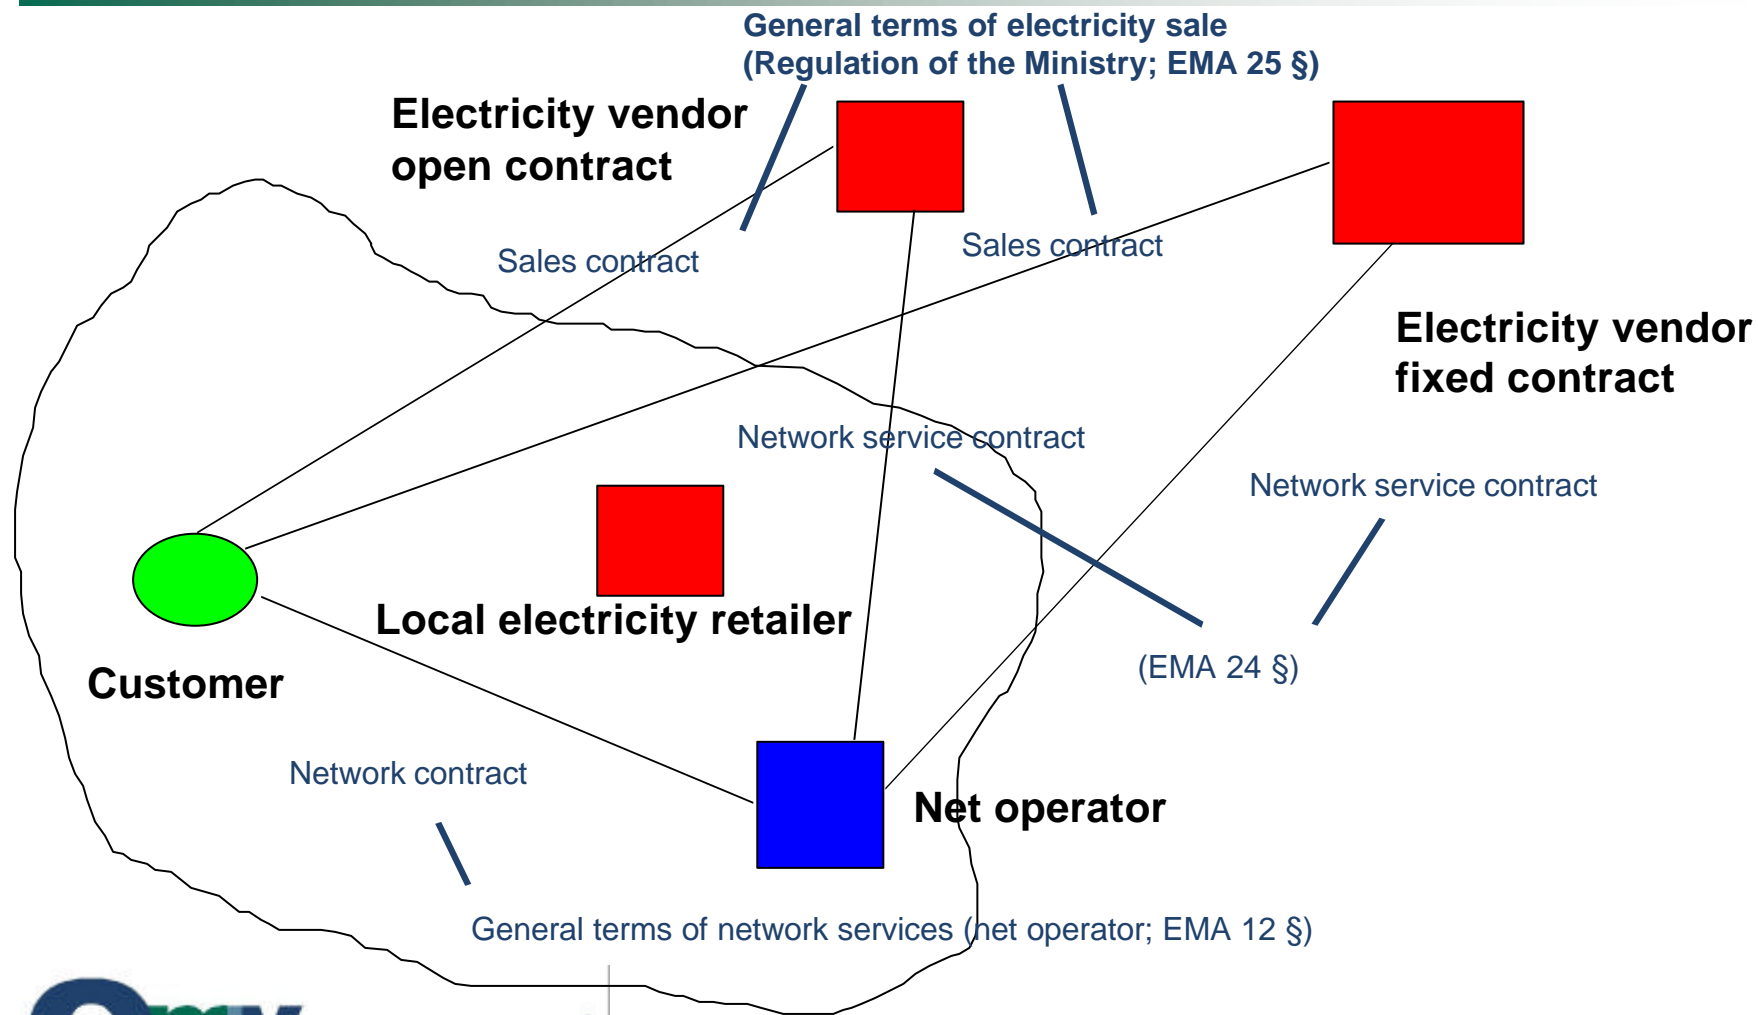 General terms of electricity sale
(Regulation of the Ministry; EMA 25 §)
Electricity vendor
open contract
Sales contract
Sales contract
Electricity vendor
fixed contract
Network service contract
Network service contract
Local electricity retailer
(EMA 24 §)
Customer
Network contract
Net operator
General terms of network services (net operator; EMA 12 §)